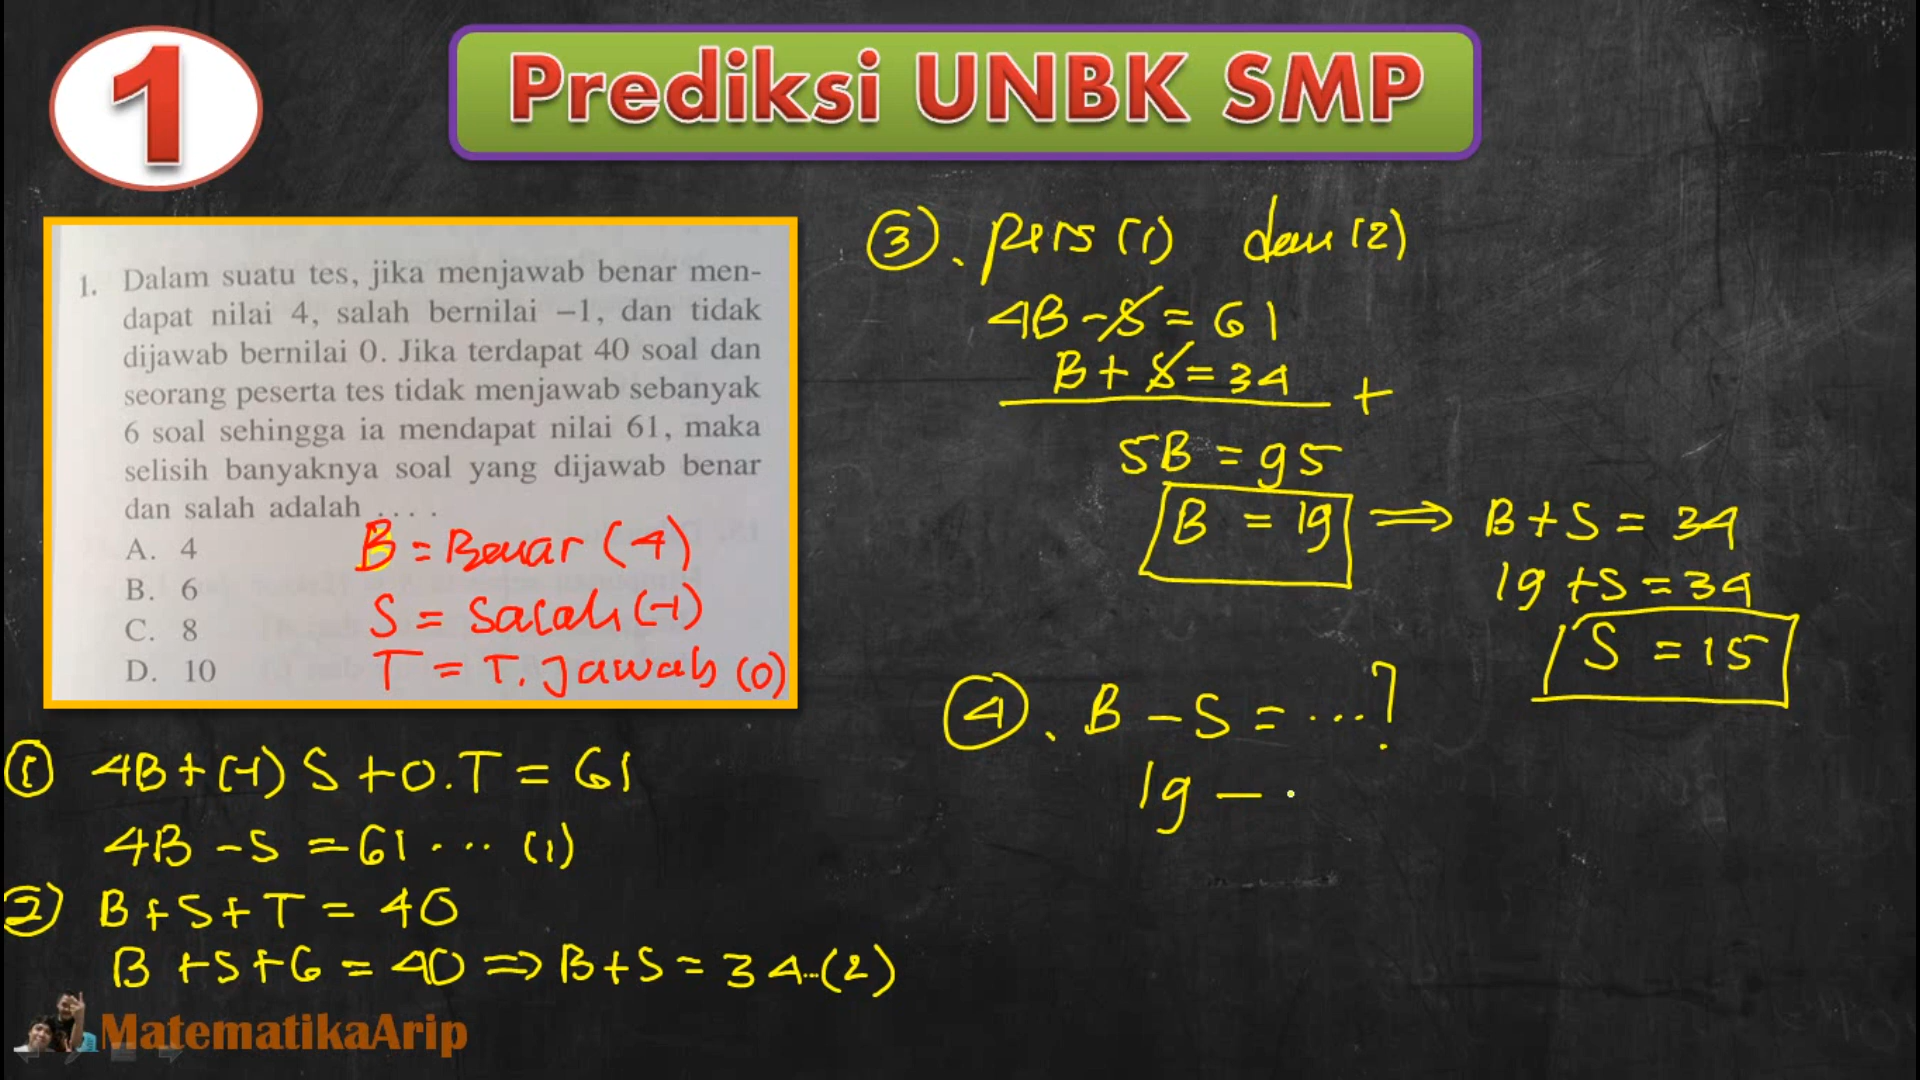 1
Prediksi UNBK SMP
1. Dalam suatu tes, jika menjawab benar men-
dapat nilai 4, salah bernilai −1, dan tidak
dijawab bernilai 0. Jika terdapat 40 soal dan
seorang peserta tes tidak menjawab sebanyak
6 soal sehingga ia mendapat nilai 61, maka
selisih banyaknya soal yang dijawab benar
dan salah adalah . . . .
A. 4
B. 6
C. 8
D. 10
B = Benar (4)
S = Salah (-1)
T = T. Jawab (0)
① 4B + (-1) S + 0.T = 61
4B - S = 61 .... (1)
② B + S + T = 40
B + S + 6 = 40 => B + S = 34...(2)
③. pers (1) dan (2)
4B - S = 61
B + S = 34 +
5B = 95
B = 19 => B + S = 34
19 + S = 34
S = 15
④. B - S = ...?
19 -
MatematikaArip